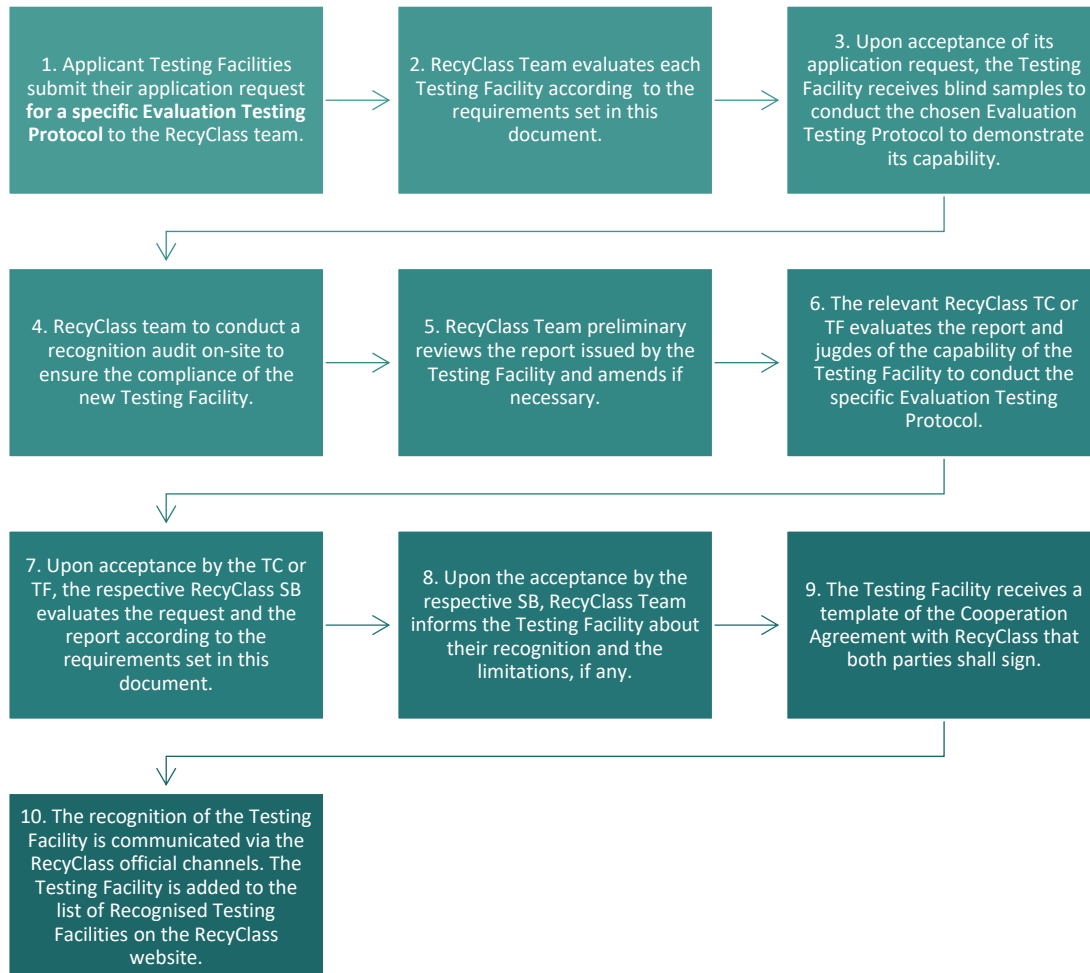 1. Applicant Testing Facilities
submit their application request
for a specific Evaluation Testing
Protocol to the RecyClass team.
2. RecyClass Team evaluates each
Testing Facility according  to the
requirements set in this
document.
3. Upon acceptance of its
application request, the Testing
Facility receives blind samples to
conduct the chosen Evaluation
Testing Protocol to demonstrate
its capability.
4. RecyClass team to conduct a
recognition audit on-site to
ensure the compliance of the
new Testing Facility.
5. RecyClass Team preliminary
reviews the report issued by the
Testing Facility and amends if
necessary.
6. The relevant RecyClass TC or
TF evaluates the report and
jugdes of the capability of the
Testing Facility to conduct the
specific Evaluation Testing
Protocol.
7. Upon acceptance by the TC or
TF, the respective RecyClass SB
evaluates the request and the
report according to the
requirements set in this
document.
8. Upon the acceptance by the
respective SB, RecyClass Team
informs the Testing Facility about
their recognition and the
limitations, if any.
9. The Testing Facility receives a
template of the Cooperation
Agreement with RecyClass that
both parties shall sign.
10. The recognition of the Testing
Facility is communicated via the
RecyClass official channels. The
Testing Facility is added to the
list of Recognised Testing
Facilities on the RecyClass
website.